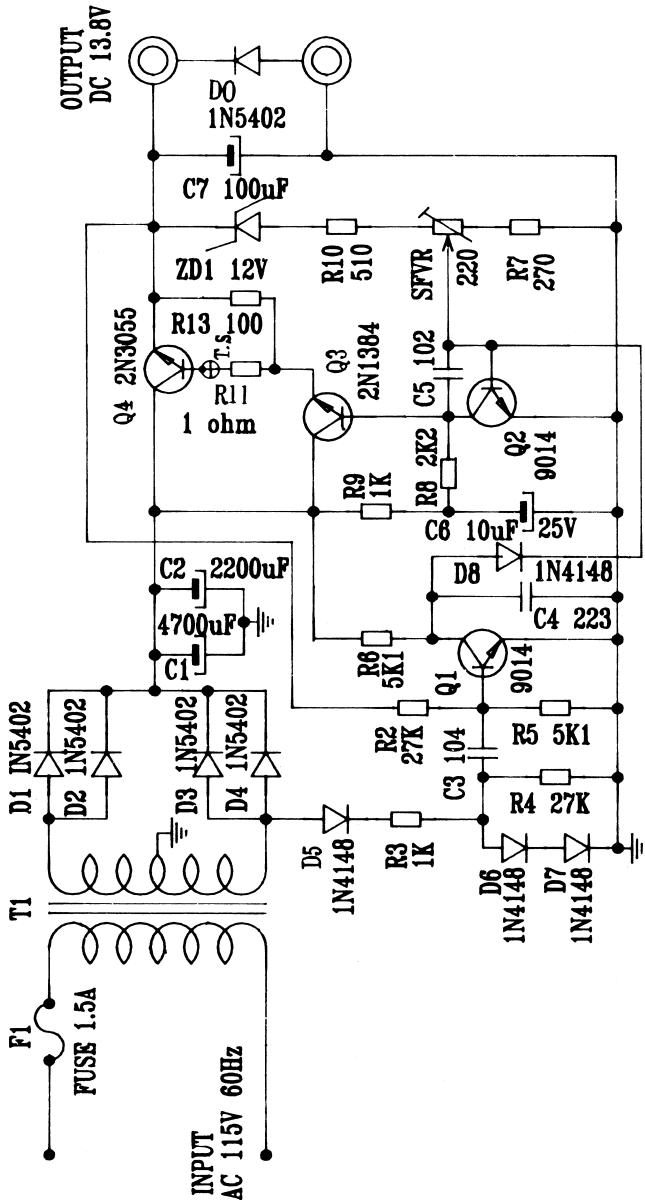 INPUT
AC 115V 60Hz
F1
FUSE 1.5A
T1
D1 1N5402
D2 1N5402
D3 1N5402
D4 1N5402
D5
1N4148
R3
1K
D6
1N4148
D7
1N4148
C1
4700uF
C2 2200uF
R2
27K
C3 104
R4 27K
R5 5K1
Q1
9014
R6
5K1
C4 223
D8
1N4148
C6 10uF
25V
R9
1K
R8 2K2
Q2
9014
C5 102
Q3
2N1384
Q4 2N3055
T.S
R11
1 ohm
R13 100
ZD1 12V
R10
510
SFVR
220
R7
270
C7 100uF
D0
1N5402
OUTPUT
DC 13.8V